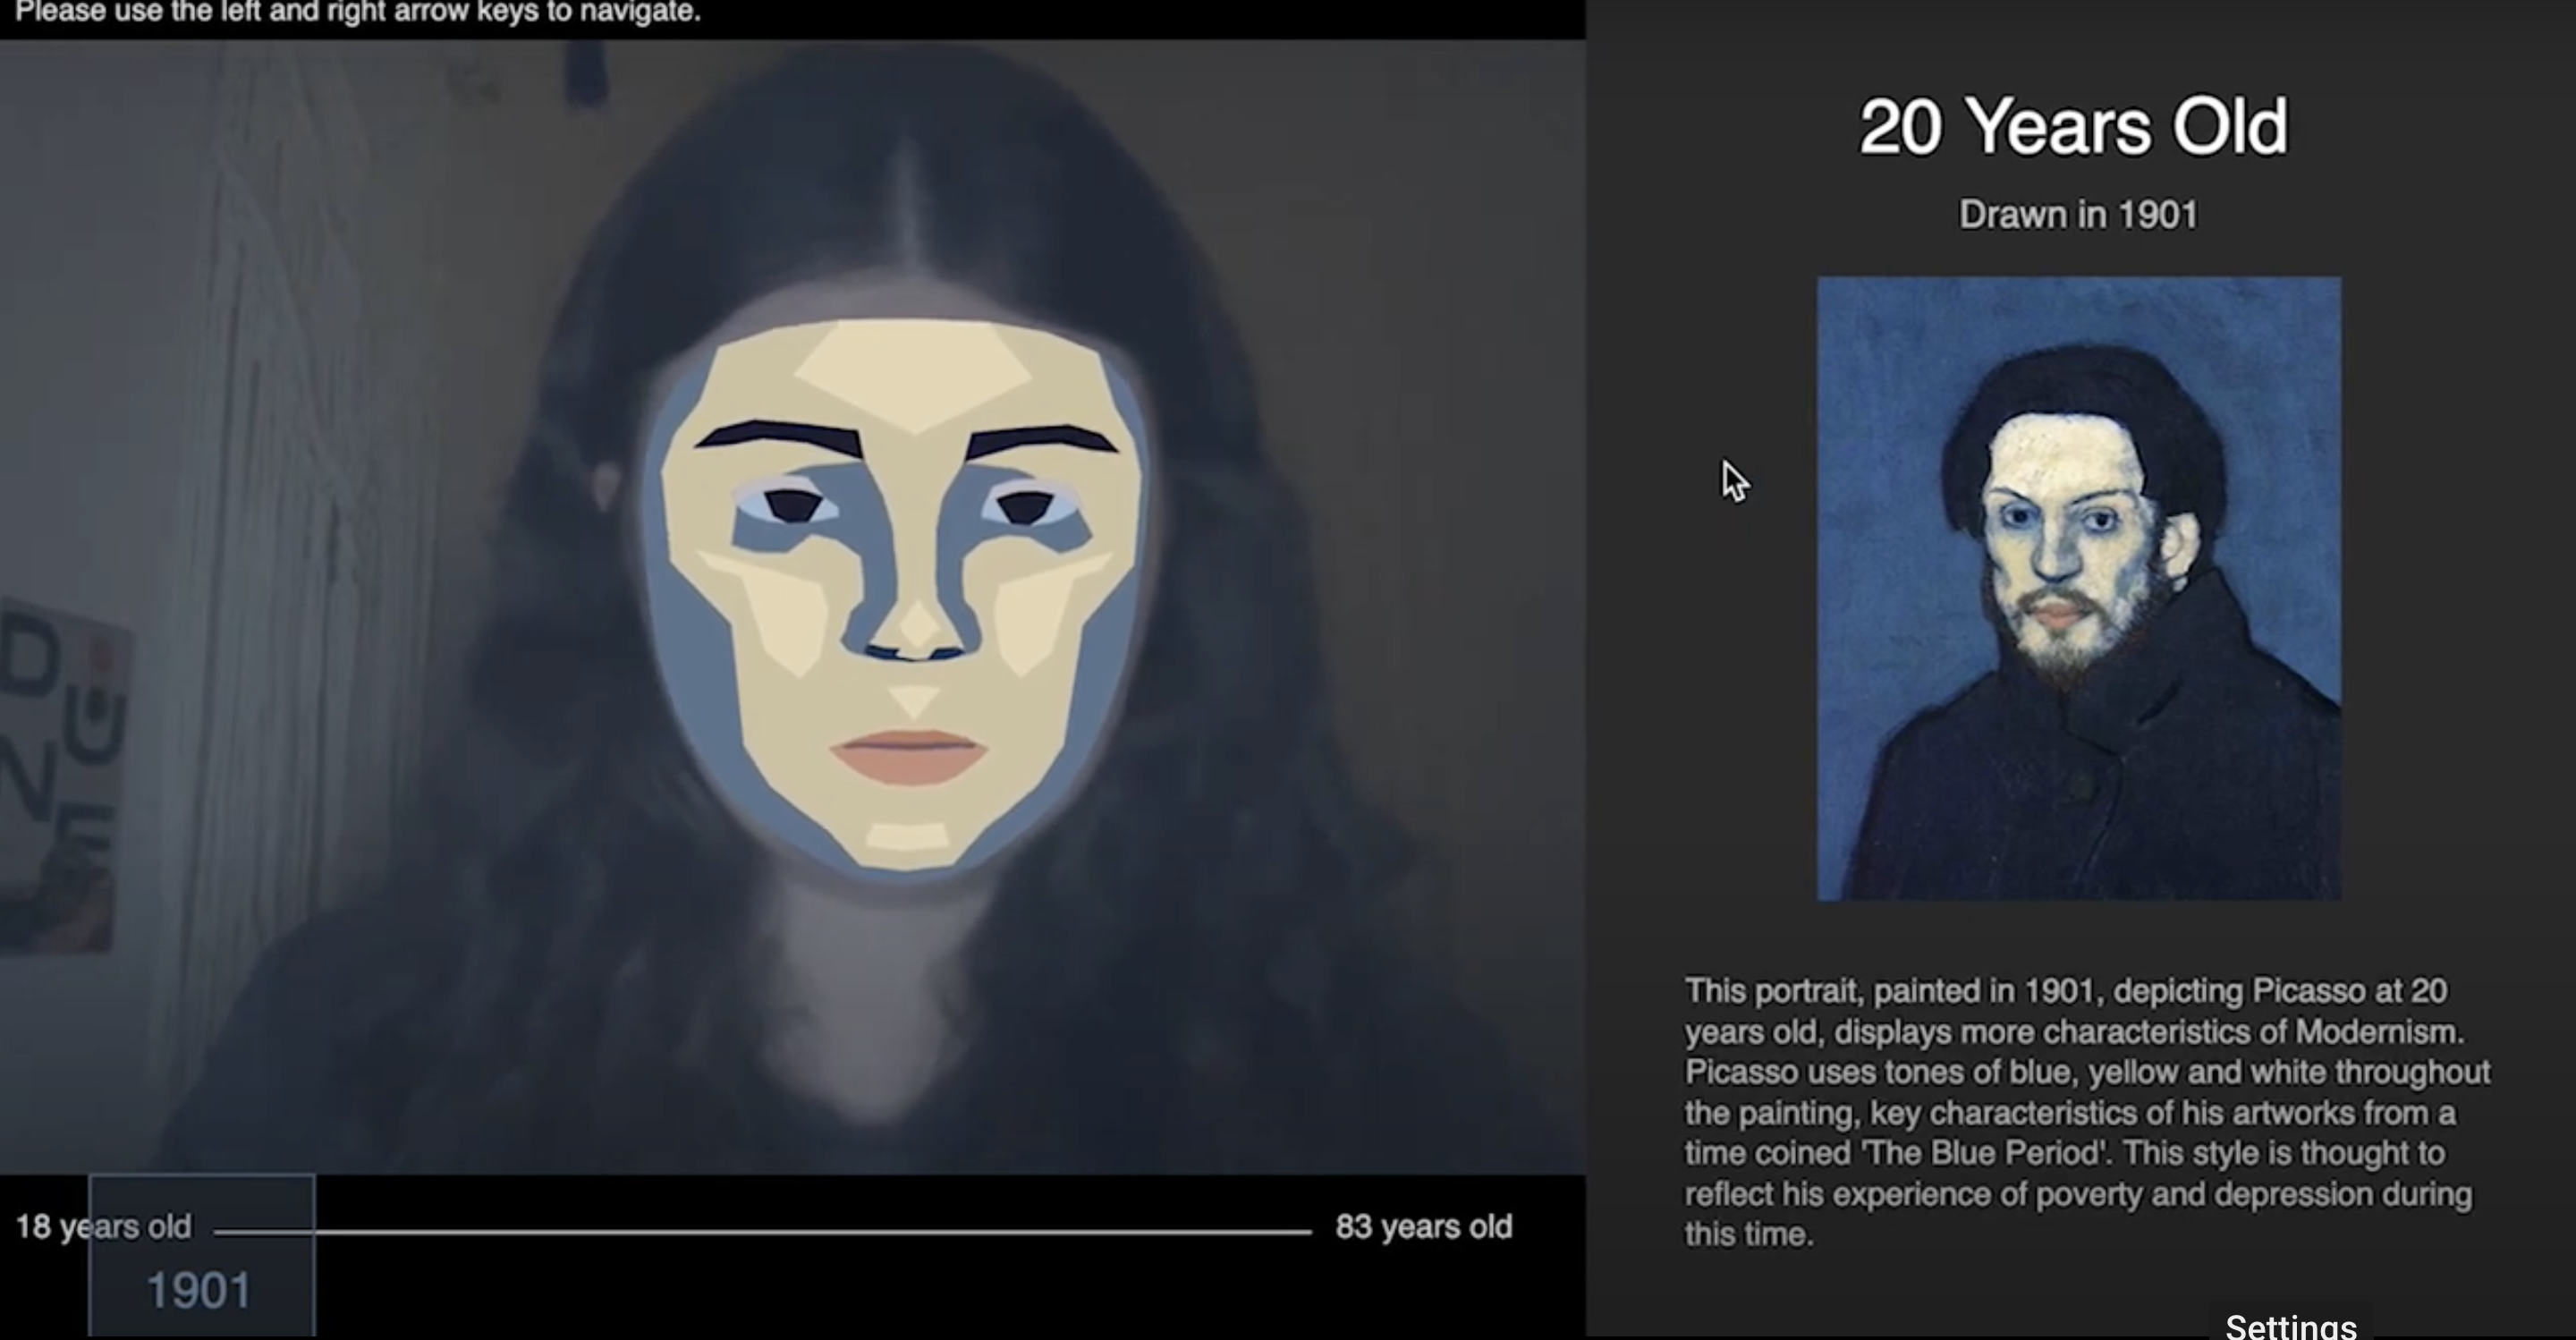 Please use the left and right arrow keys to navigate.
20 Years Old
Drawn in 1901
This portrait, painted in 1901, depicting Picasso at 20
years old, displays more characteristics of Modernism.
Picasso uses tones of blue, yellow and white throughout
the painting, key characteristics of his artworks from a
time coined 'The Blue Period'. This style is thought to
reflect his experience of poverty and depression during
this time.
18 years old
83 years old
1901
Settings